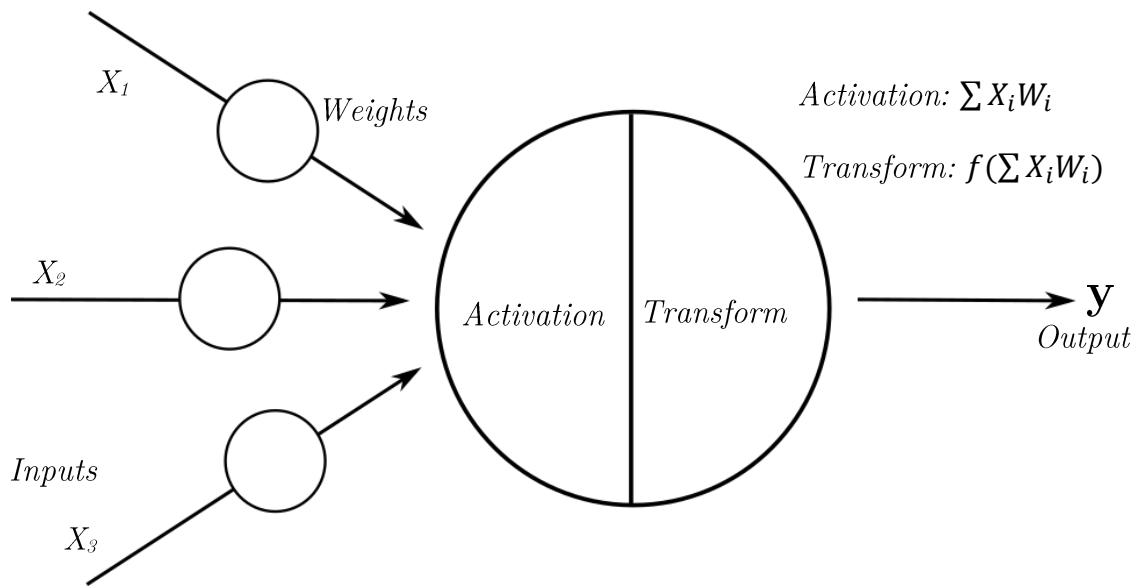 X₁
Weights
Activation: ∑ XᵢWᵢ
Transform: f(∑ XᵢWᵢ)
X₂
Activation
Transform
y
Output
Inputs
X₃